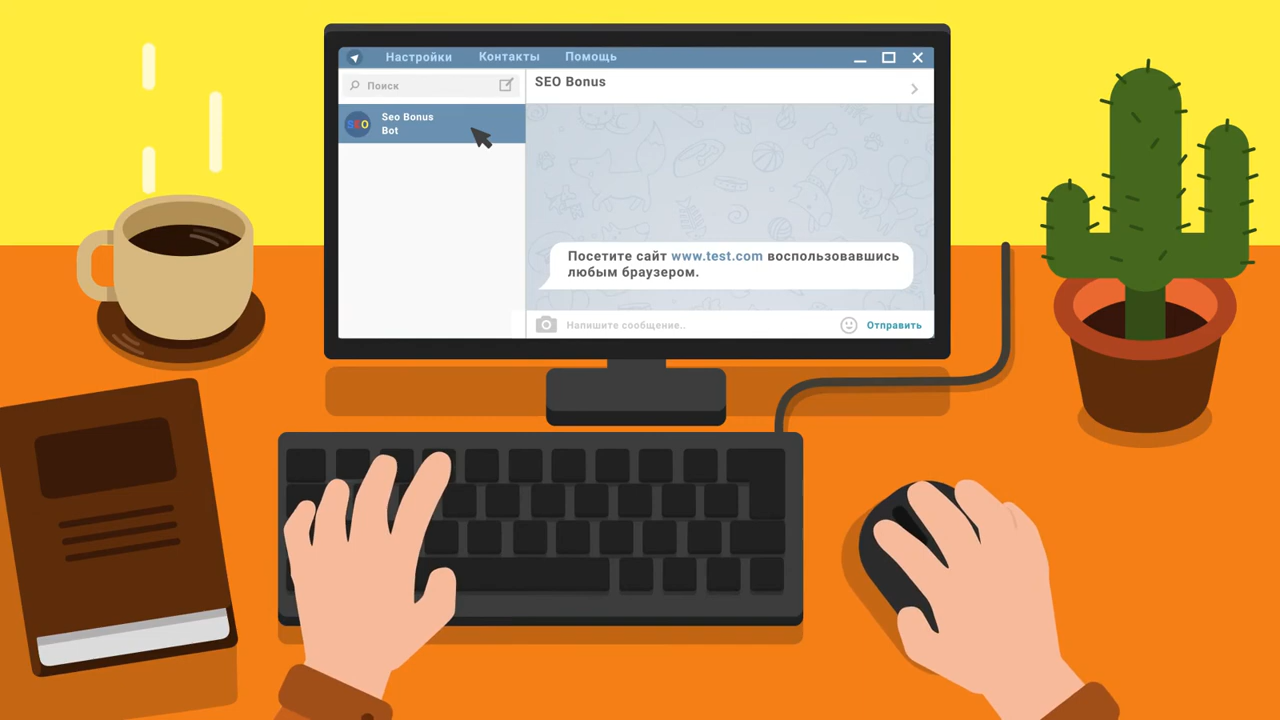 Настройки Контакты Помощь
Поиск
SEO Bonus
SEO
Seo Bonus
Bot
Посетите сайт www.test.com воспользовавшись
любым браузером.
Напишите сообщение..
Отправить